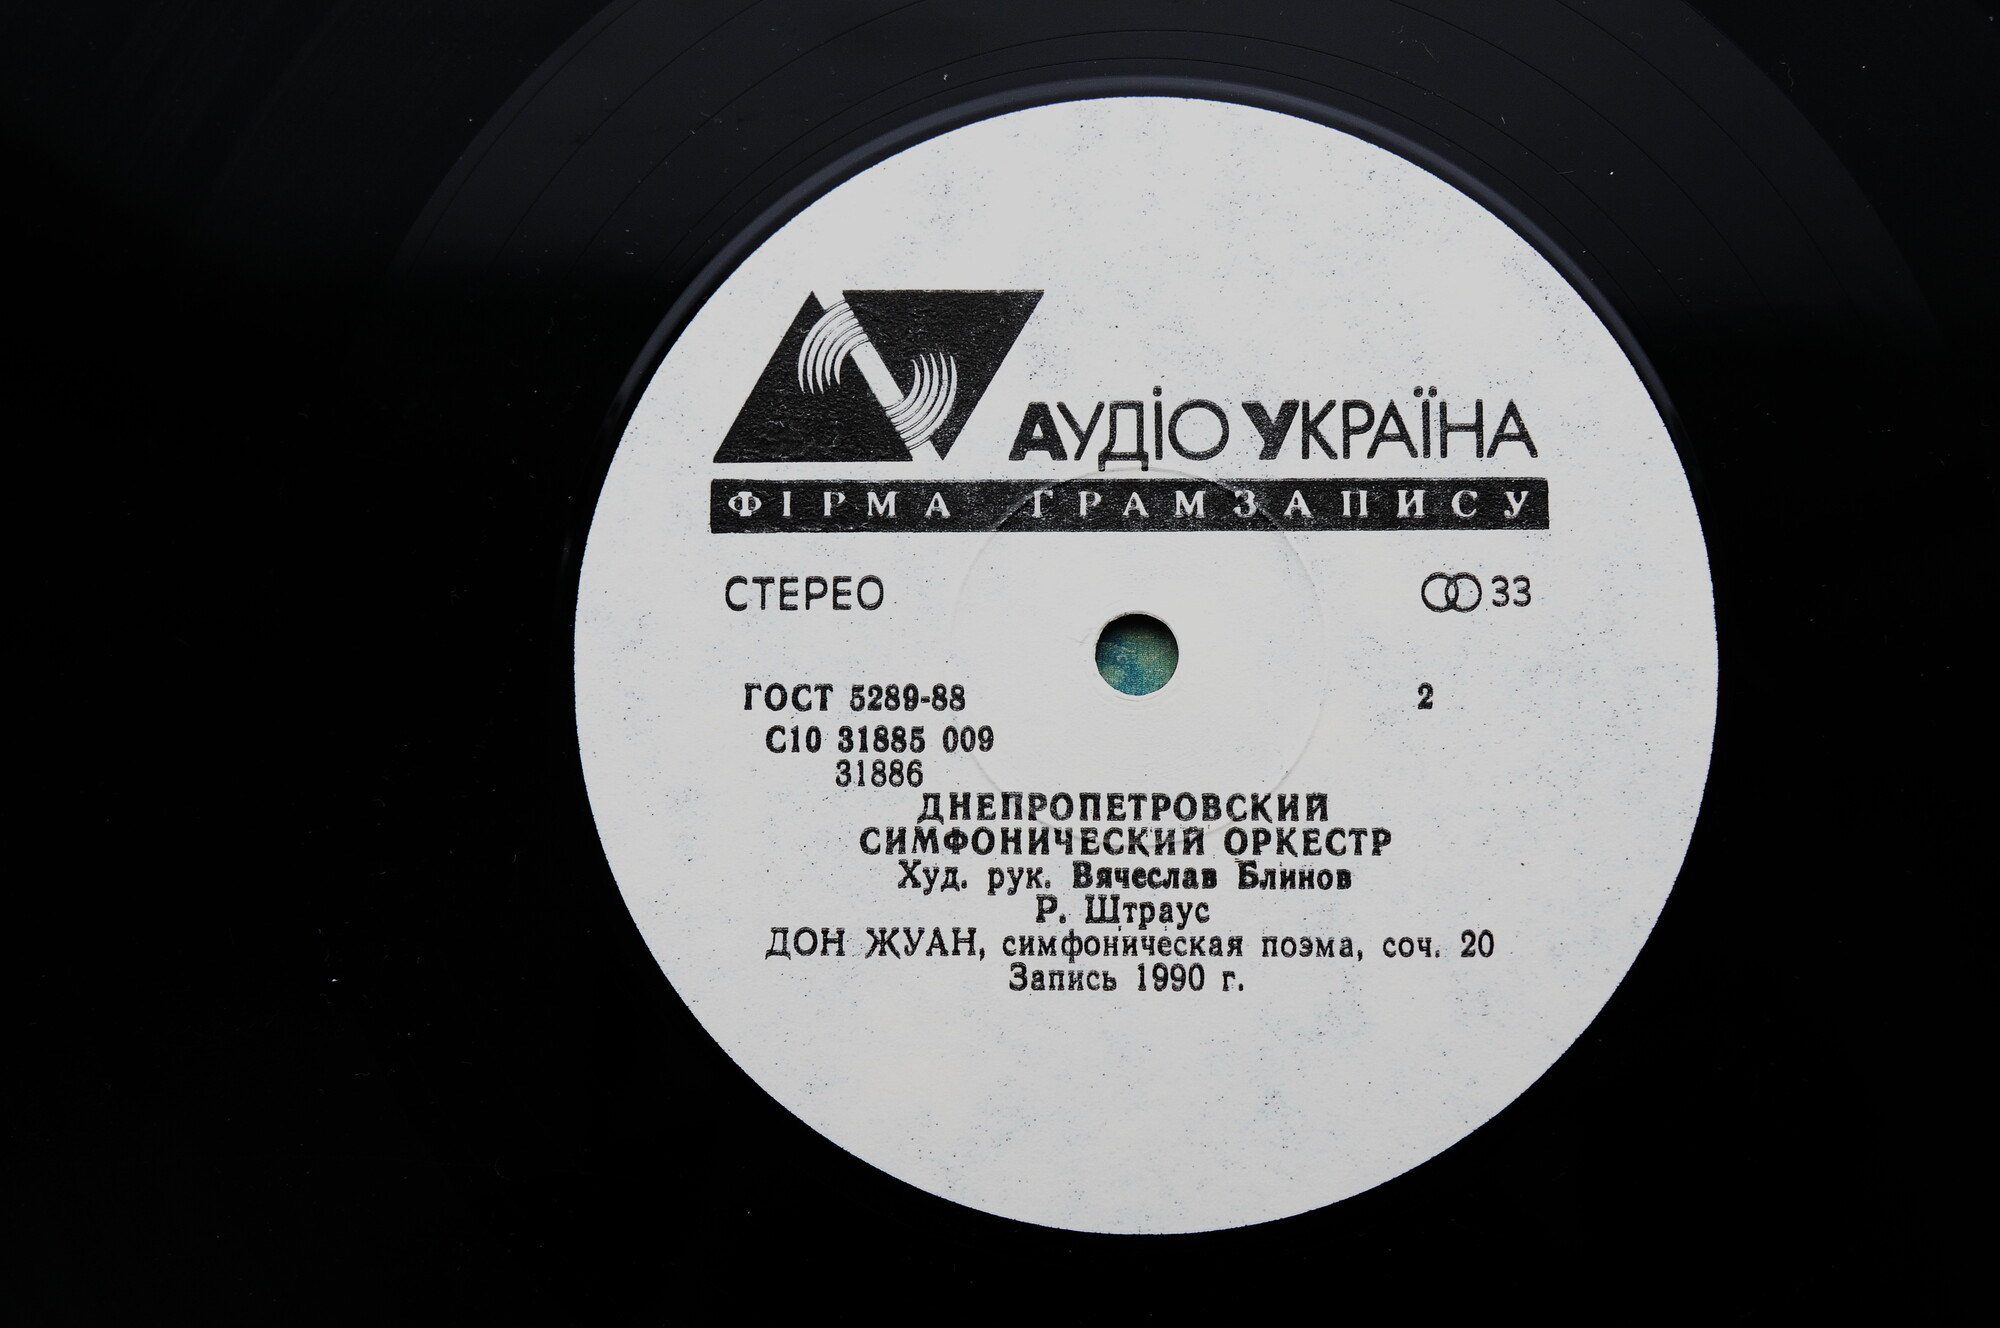 АУДіО УКРАЇНА
ФІРМА ГРАМЗАПИСУ
СТЕРЕО 33
ГОСТ 5289-88 2
С10 31885 009
31886
ДНЕПРОПЕТРОВСКИЙ
СИМФОНИЧЕСКИЙ ОРКЕСТР
Худ. рук. Вячеслав Блинов
Р. Штраус
ДОН ЖУАН, симфоническая поэма, соч. 20
Запись 1990 г.